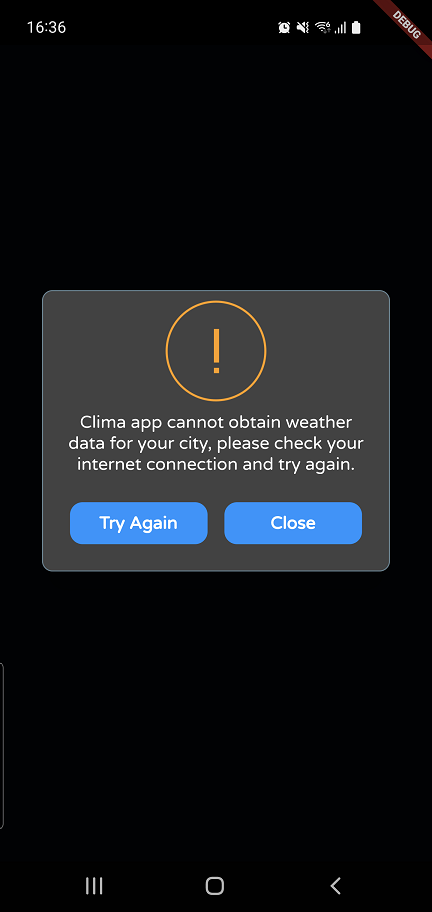 16:36
DEBUG
!
Clima app cannot obtain weather
data for your city, please check your
internet connection and try again.
Try Again
Close